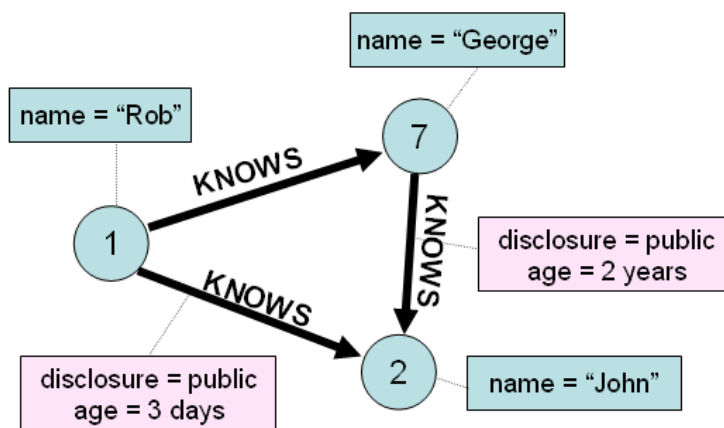 name = “George”
name = “Rob”
7
KNOWS
1
KNOWS
disclosure = public
age = 2 years
KNOWS
2
disclosure = public
age = 3 days
name = “John”